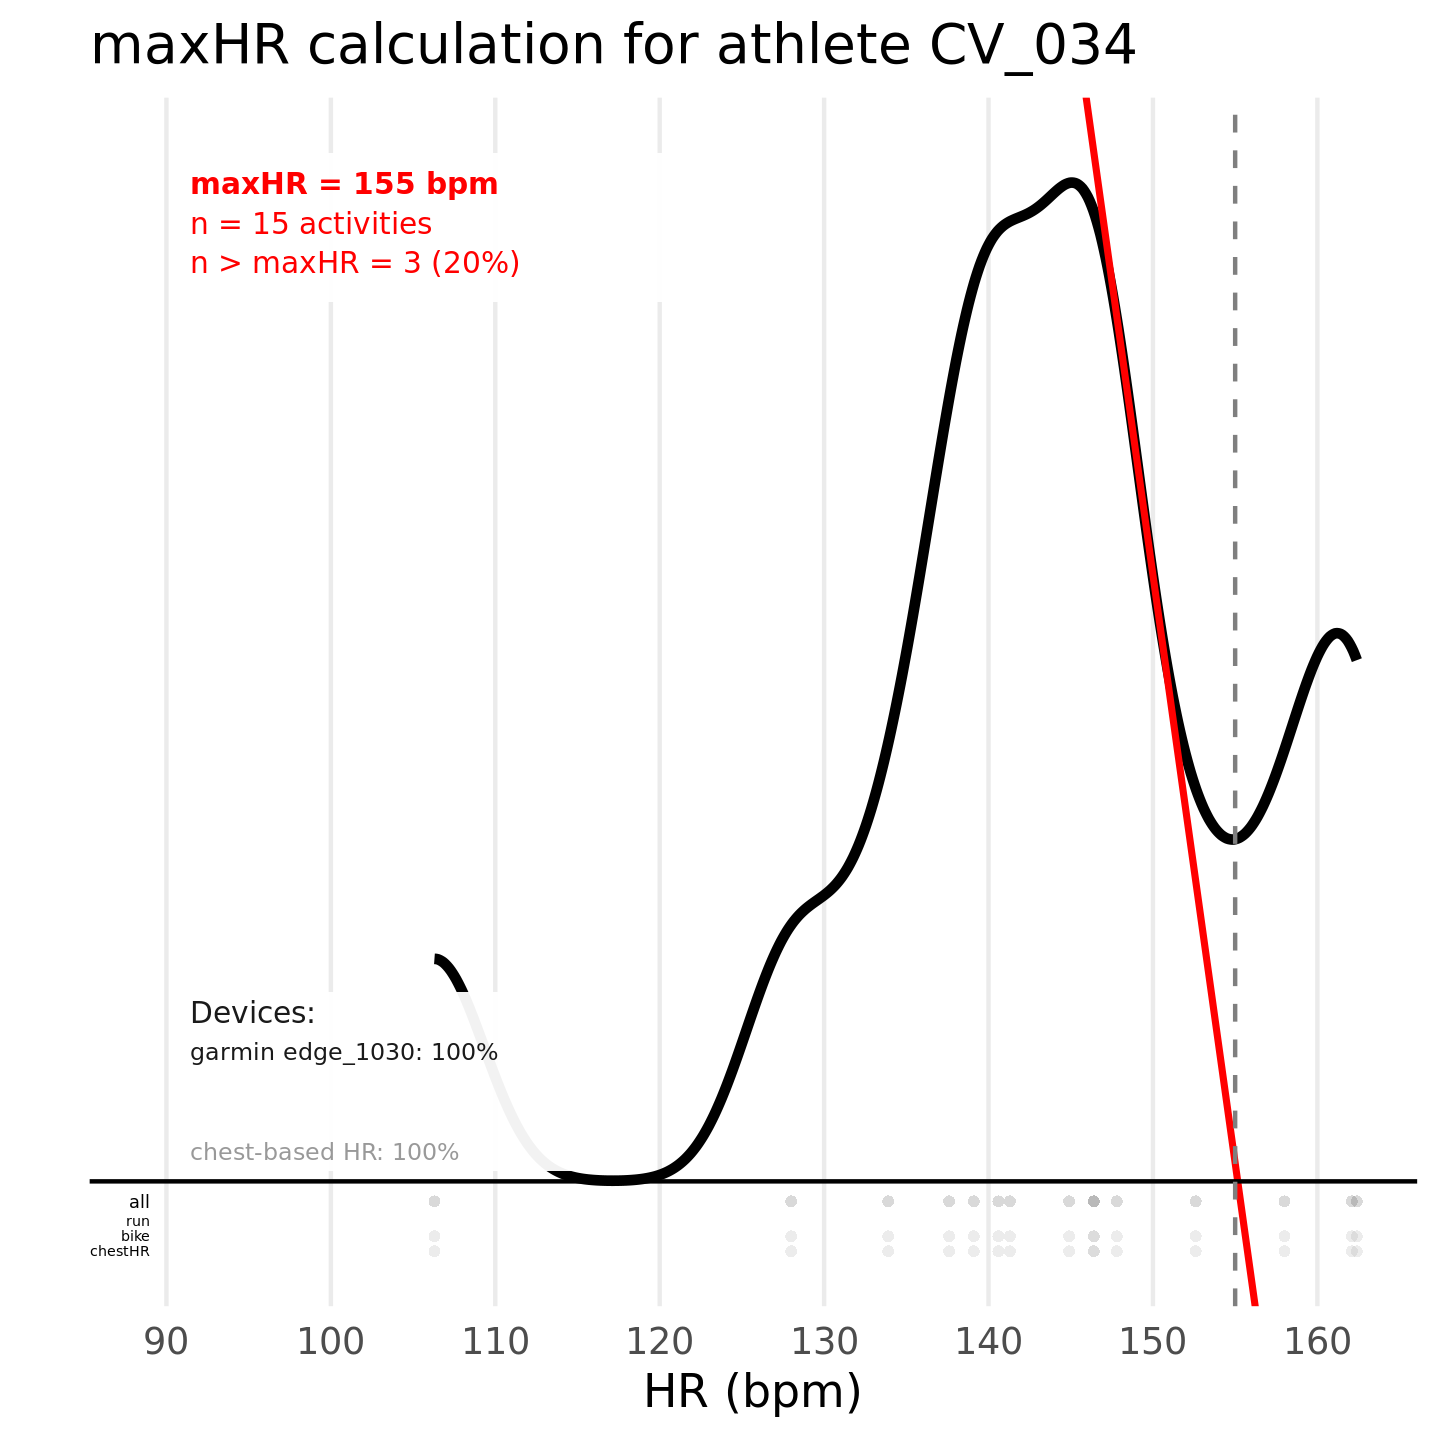 maxHR calculation for athlete CV_034
maxHR = 155 bpm
n = 15 activities
n > maxHR = 3 (20%)
Devices:
garmin edge_1030: 100%
chest-based HR: 100%
all
run
bike
chestHR
90 100 110 120 130 140 150 160
HR (bpm)